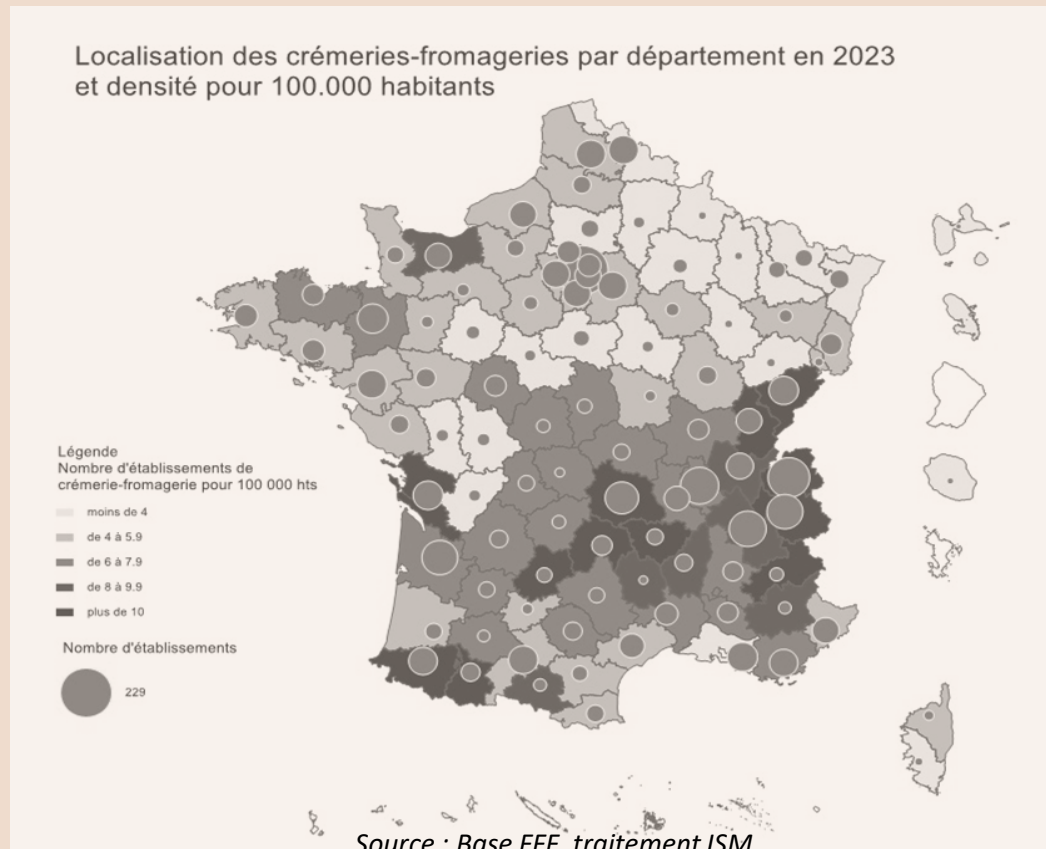 Localisation des crémeries-fromageries par département en 2023
et densité pour 100.000 habitants
Légende
Nombre d'établissements de
crémerie-fromagerie pour 100 000 hts
moins de 4
de 4 à 5.9
de 6 à 7.9
de 8 à 9.9
plus de 10
Nombre d'établissements
229
Source : Base FFF, traitement ISM